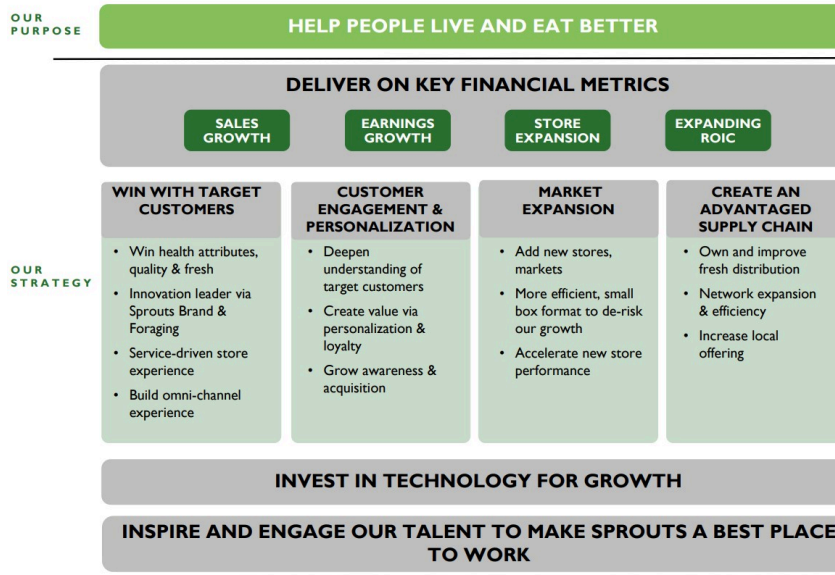 OUR
PURPOSE
HELP PEOPLE LIVE AND EAT BETTER
DELIVER ON KEY FINANCIAL METRICS
SALES
GROWTH
EARNINGS
GROWTH
STORE
EXPANSION
EXPANDING
ROIC
OUR
STRATEGY
WIN WITH TARGET
CUSTOMERS
• Win health attributes,
quality & fresh
• Innovation leader via
Sprouts Brand &
Foraging
• Service-driven store
experience
• Build omni-channel
experience
CUSTOMER
ENGAGEMENT &
PERSONALIZATION
• Deepen
understanding of
target customers
• Create value via
personalization &
loyalty
• Grow awareness &
acquisition
MARKET
EXPANSION
• Add new stores,
markets
• More efficient, small
box format to de-risk
our growth
• Accelerate new store
performance
CREATE AN
ADVANTAGED
SUPPLY CHAIN
• Own and improve
fresh distribution
• Network expansion
& efficiency
• Increase local
offering
INVEST IN TECHNOLOGY FOR GROWTH
INSPIRE AND ENGAGE OUR TALENT TO MAKE SPROUTS A BEST PLACE
TO WORK